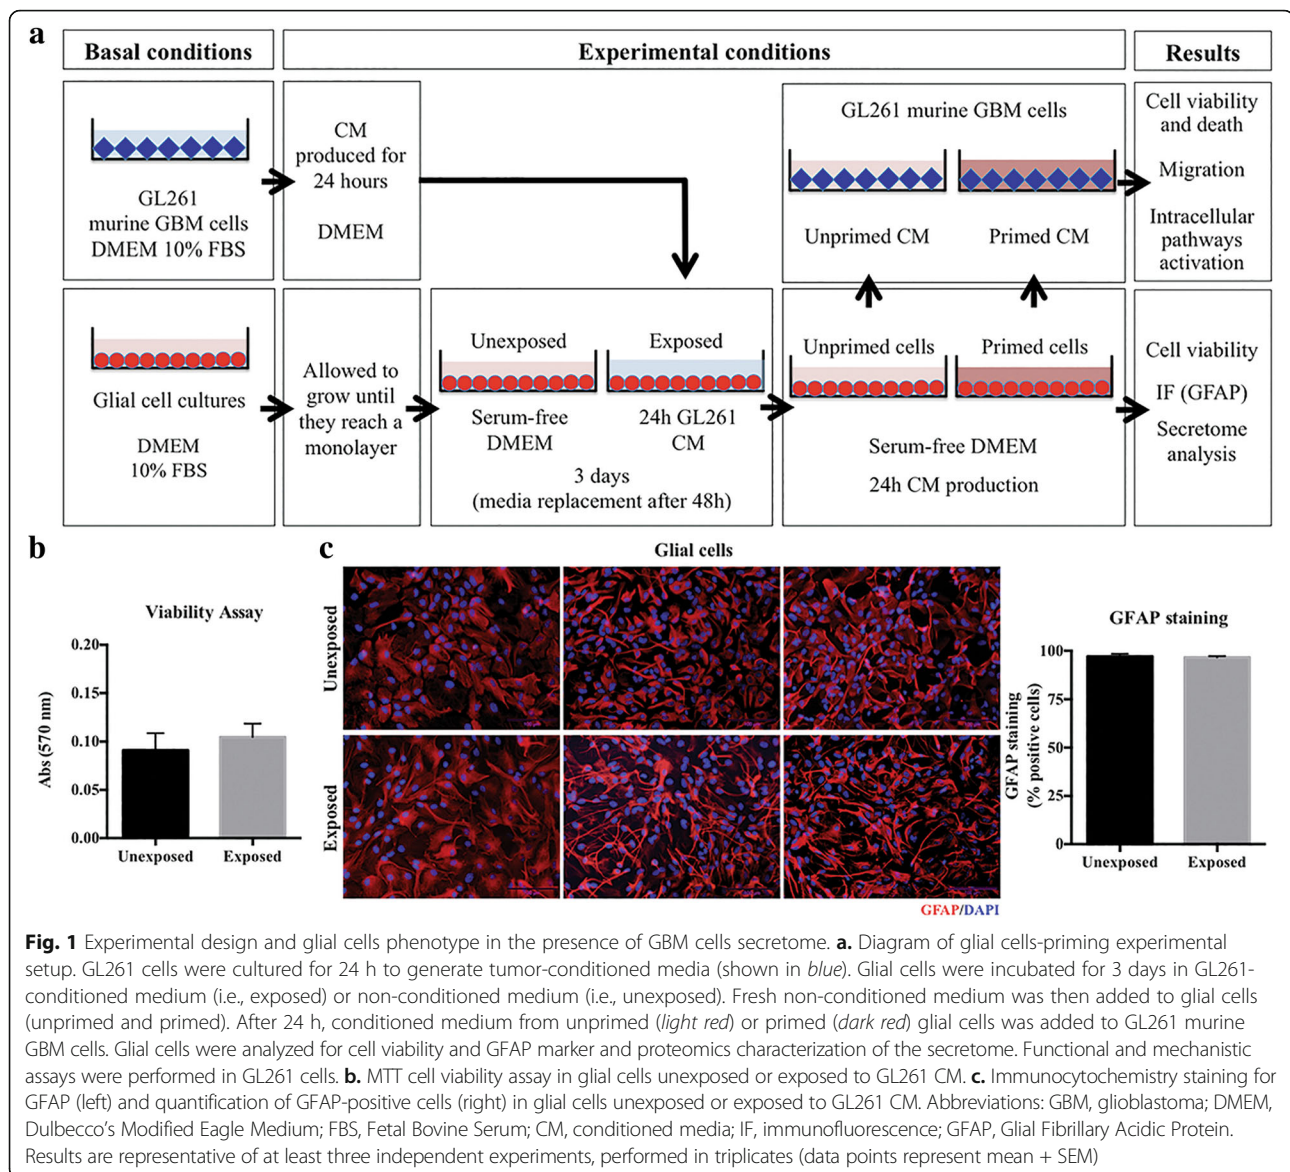 a
Basal conditions
Experimental conditions
Results
GL261
murine GBM cells
DMEM 10% FBS
CM
produced for
24 hours
DMEM
GL261 murine GBM cells
Unprimed CM
Primed CM
Cell viability
and death
Migration
Intracellular
pathways
activation
Glial cell cultures
DMEM
10% FBS
Allowed to
grow until
they reach a
monolayer
Unexposed
Exposed
Serum-free
DMEM
24h GL261
CM
3 days
(media replacement after 48h)
Unprimed cells
Primed cells
Serum-free DMEM
24h CM production
Cell viability
IF (GFAP)
Secretome
analysis
b
Viability Assay
Abs (570 nm)
0.20
0.15
0.10
0.05
0.00
Unexposed
Exposed
c
Glial cells
Unexposed
Exposed
GFAP/DAPI
GFAP staining
GFAP staining
(% positive cells)
100
75
50
25
0
Unexposed
Exposed
Fig. 1 Experimental design and glial cells phenotype in the presence of GBM cells secretome. a. Diagram of glial cells-priming experimental
setup. GL261 cells were cultured for 24 h to generate tumor-conditioned media (shown in blue). Glial cells were incubated for 3 days in GL261-
conditioned medium (i.e., exposed) or non-conditioned medium (i.e., unexposed). Fresh non-conditioned medium was then added to glial cells
(unprimed and primed). After 24 h, conditioned medium from unprimed (light red) or primed (dark red) glial cells was added to GL261 murine
GBM cells. Glial cells were analyzed for cell viability and GFAP marker and proteomics characterization of the secretome. Functional and mechanistic
assays were performed in GL261 cells. b. MTT cell viability assay in glial cells unexposed or exposed to GL261 CM. c. Immunocytochemistry staining for
GFAP (left) and quantification of GFAP-positive cells (right) in glial cells unexposed or exposed to GL261 CM. Abbreviations: GBM, glioblastoma; DMEM,
Dulbecco's Modified Eagle Medium; FBS, Fetal Bovine Serum; CM, conditioned media; IF, immunofluorescence; GFAP, Glial Fibrillary Acidic Protein.
Results are representative of at least three independent experiments, performed in triplicates (data points represent mean + SEM)